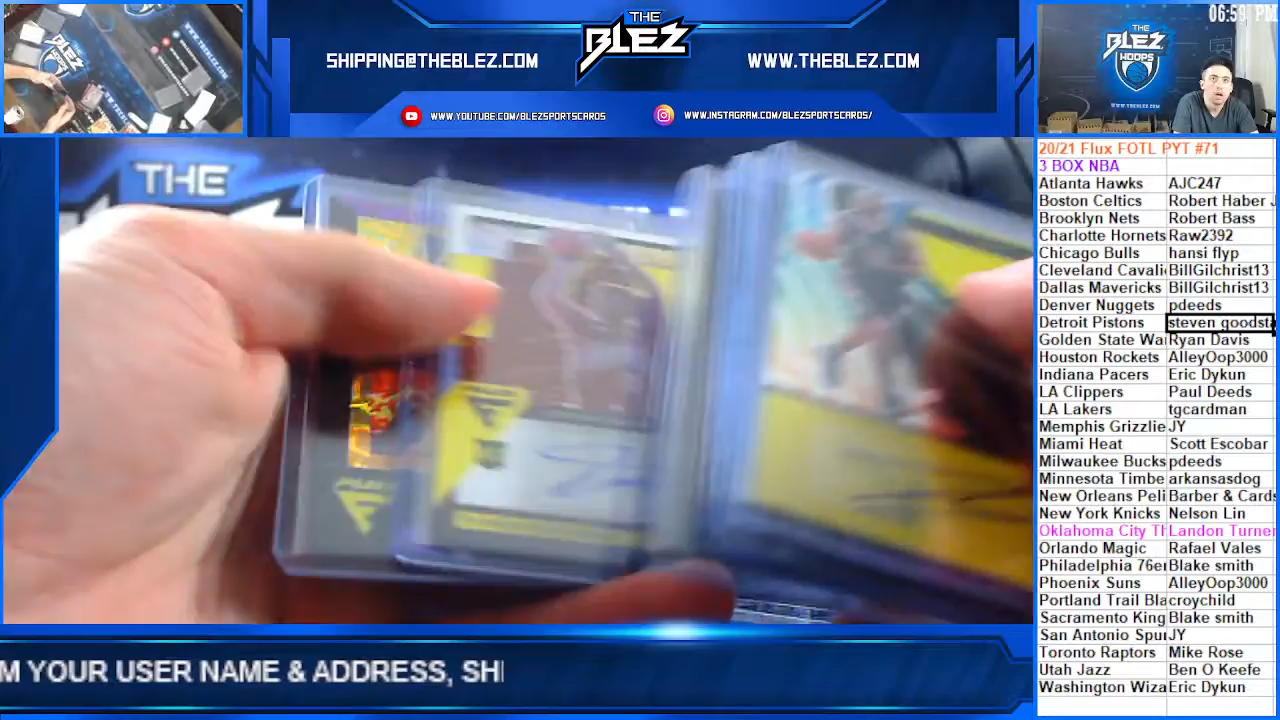 06:59 PM
THE
BLEZ
SHIPPING@THEBLEZ.COM
WWW.THEBLEZ.COM
WWW.YOUTUBE.COM/BLEZSPORTSCARDS
WWW.INSTAGRAM.COM/BLEZSPORTSCARDS/
THE
BLEZ
HOOPS
WWW.THEBLEZ.COM
THE
20/21 Flux FOTL PYT #71
3 BOX NBA
Atlanta Hawks AJC247
Boston Celtics Robert Haber J
Brooklyn Nets Robert Bass
Charlotte Hornets Raw2392
Chicago Bulls hansi flyp
Cleveland Cavali BillGilchrist13
Dallas Mavericks BillGilchrist13
Denver Nuggets pdeeds
Detroit Pistons steven goodsta
Golden State Wa Ryan Davis
Houston Rockets AlleyOop3000
Indiana Pacers Eric Dykun
LA Clippers Paul Deeds
LA Lakers tgcardman
Memphis Grizzlie JY
Miami Heat Scott Escobar
Milwaukee Bucks pdeeds
Minnesota Timbe arkansasdog
New Orleans Peli Barber & Cards
New York Knicks Nelson Lin
Oklahoma City Th Landon Turner
Orlando Magic Rafael Vales
Philadelphia 76er Blake smith
Phoenix Suns AlleyOop3000
Portland Trail Bla croychild
Sacramento King Blake smith
San Antonio Spu JY
Toronto Raptors Mike Rose
Utah Jazz Ben O Keefe
Washington Wiza Eric Dykun
M YOUR USER NAME & ADDRESS, SHI